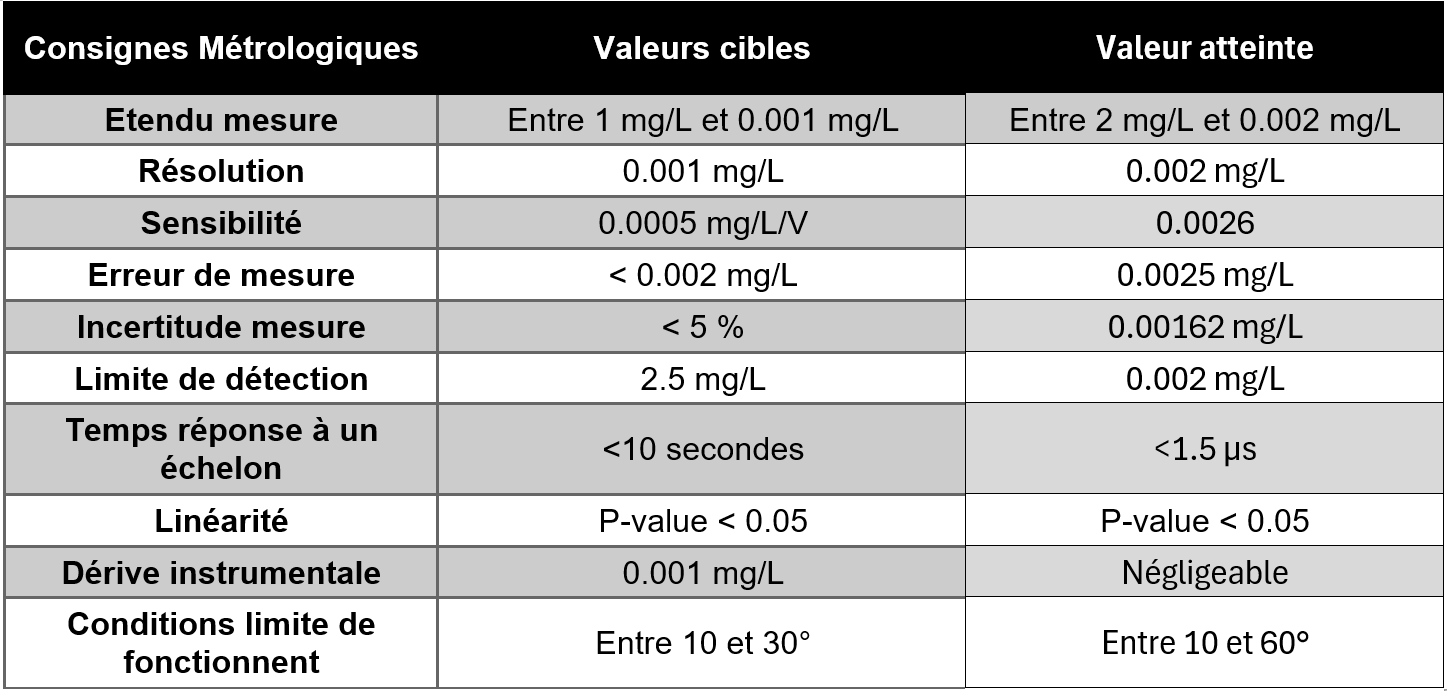 Consignes Métrologiques Valeurs cibles Valeur atteinte
Etendu mesure Entre 1 mg/L et 0.001 mg/L Entre 2 mg/L et 0.002 mg/L
Résolution 0.001 mg/L 0.002 mg/L
Sensibilité 0.0005 mg/L/V 0.0026
Erreur de mesure < 0.002 mg/L 0.0025 mg/L
Incertitude mesure < 5 % 0.00162 mg/L
Limite de détection 2.5 mg/L 0.002 mg/L
Temps réponse à un
échelon <10 secondes <1.5 µs
Linéarité P-value < 0.05 P-value < 0.05
Dérive instrumentale 0.001 mg/L Négligeable
Conditions limite de
fonctionnent Entre 10 et 30° Entre 10 et 60°